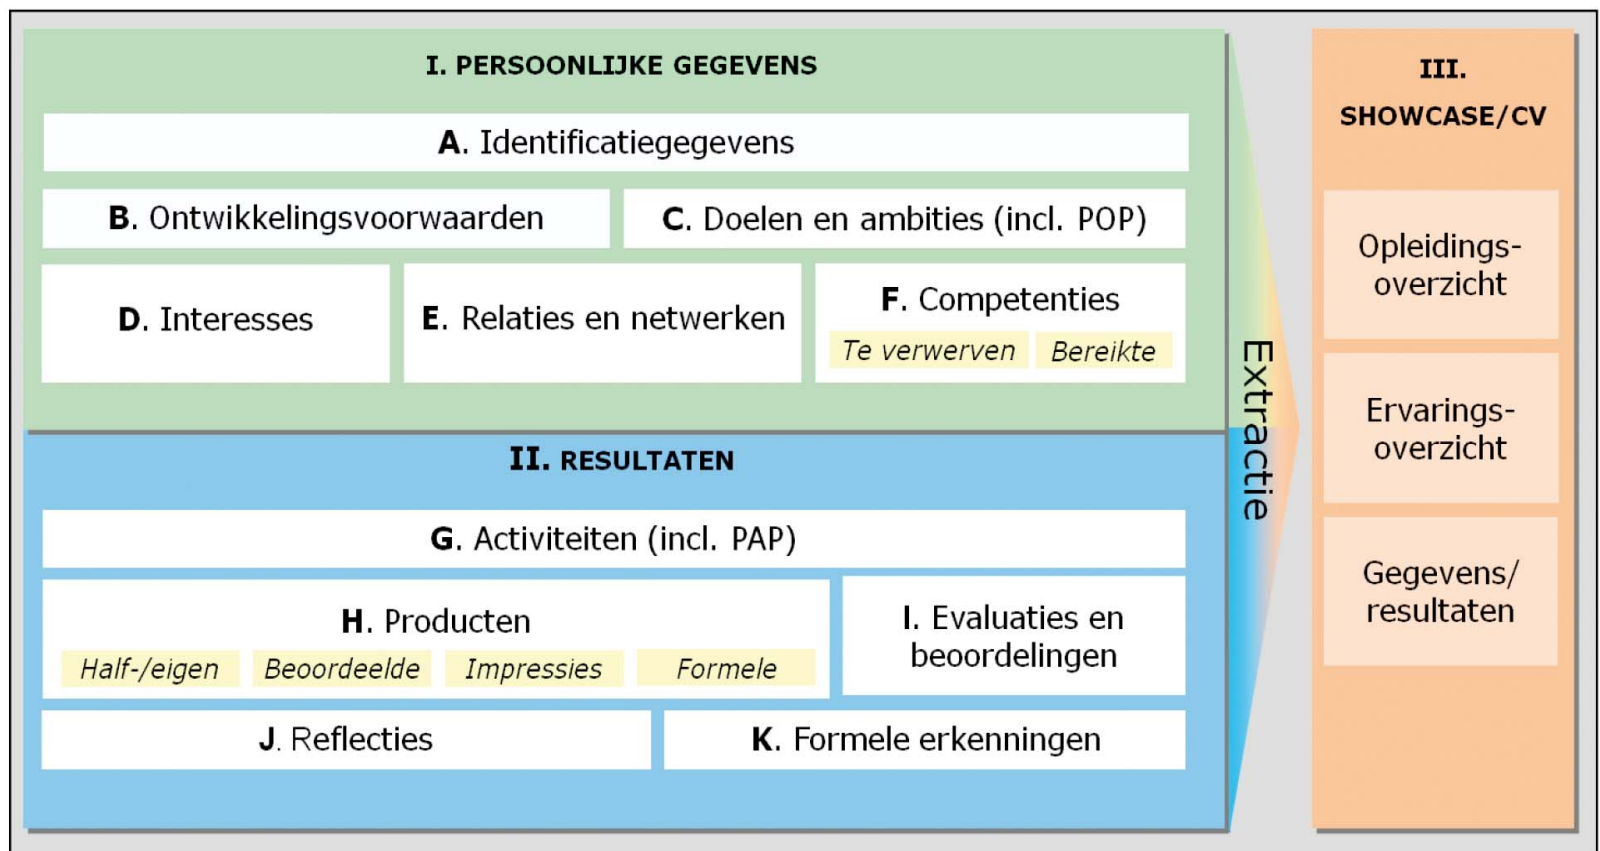 I. PERSOONLIJKE GEGEVENS
A. Identificatiegegevens
B. Ontwikkelingsvoorwaarden
C. Doelen en ambities (incl. POP)
D. Interesses
E. Relaties en netwerken
F. Competenties
Te verwerven
Bereikte
II. RESULTATEN
G. Activiteiten (incl. PAP)
H. Producten
Half-/eigen
Beoordeelde
Impressies
Formele
I. Evaluaties en
beoordelingen
J. Reflecties
K. Formele erkenningen
Extractie
III.
SHOWCASE/CV
Opleidings-
overzicht
Ervarings-
overzicht
Gegevens/
resultaten